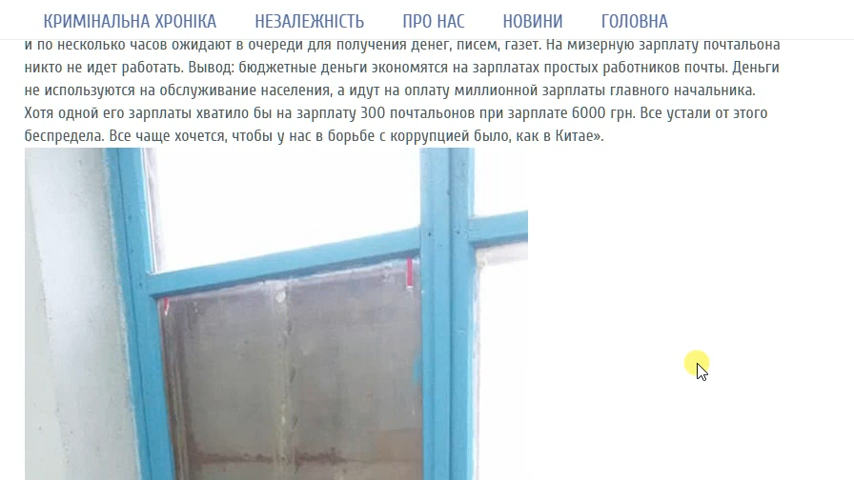 КРИМІНАЛЬНА ХРОНІКА НЕЗАЛЕЖНІСТЬ ПРО НАС НОВИНИ ГОЛОВНА
и по несколько часов ожидают в очереди для получения денег, писем, газет. На мизерную зарплату почтальона
никто не идет работать. Вывод: бюджетные деньги экономятся на зарплатах простых работников почты. Деньги
не используются на обслуживание населения, а идут на оплату миллионной зарплаты главного начальника.
Хотя одной его зарплаты хватило бы на зарплату 300 почтальонов при зарплате 6000 грн. Все устали от этого
беспредела. Все чаще хочется, чтобы у нас в борьбе с коррупцией было, как в Китае».